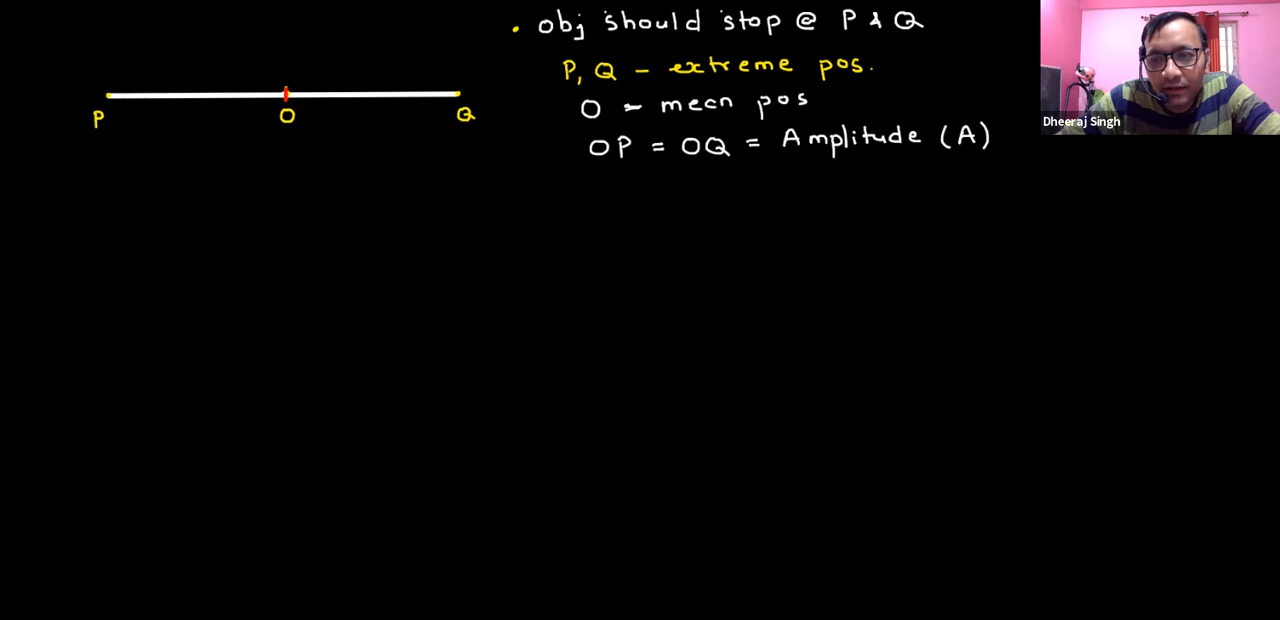 • obj should stop @ P & Q
P, Q - extreme pos.
O - mean pos
OP = OQ = Amplitude (A)
P O Q
Dheeraj Singh